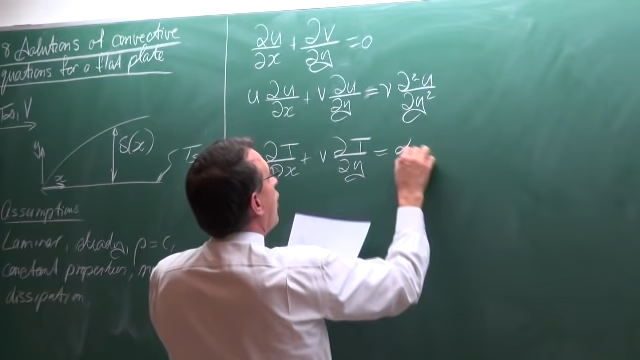 8 Solutions of convective
equations for a flat plate
V
y
δ(x)
Ts
Assumptions
Laminar, steady, ρ = c,
constant properties,
dissipation
∂u/∂x + ∂v/∂y = 0
u ∂u/∂x + v ∂u/∂y = ν ∂²u/∂y²
∂T/∂x + v ∂T/∂y = α